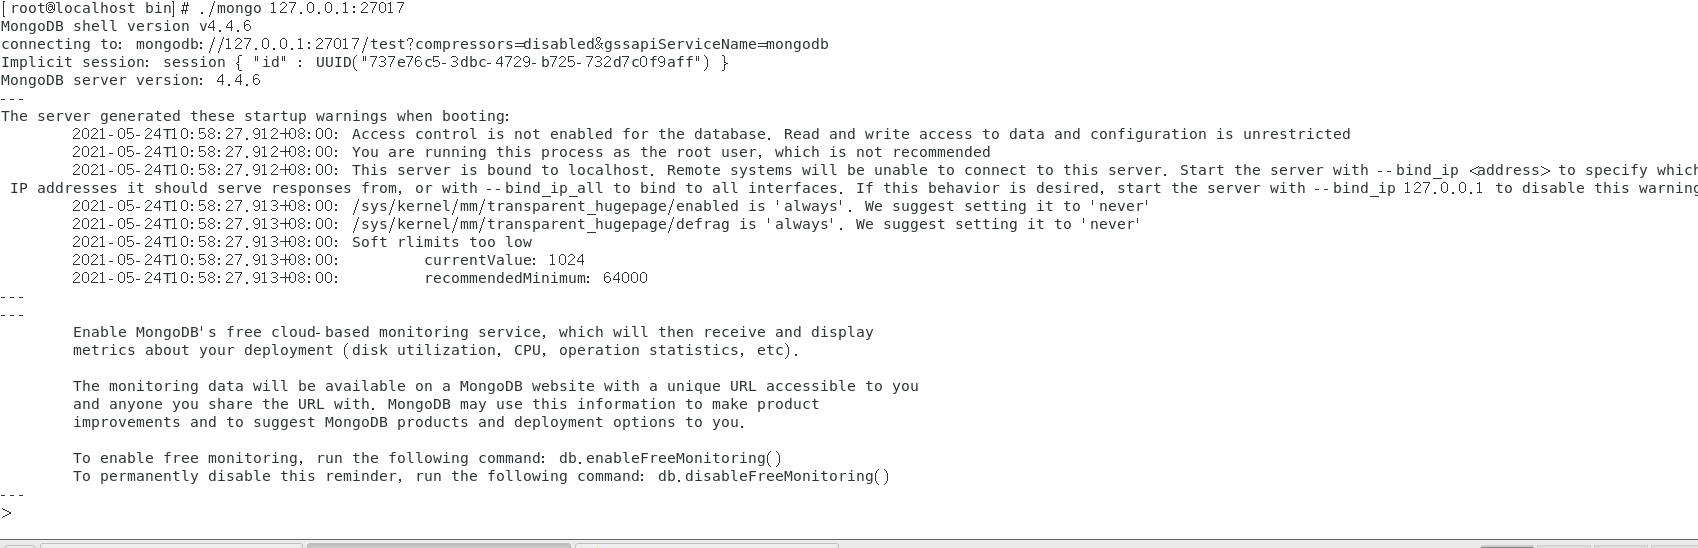 [root@localhost bin]# ./mongo 127.0.0.1:27017
MongoDB shell version v4.4.6
connecting to: mongodb://127.0.0.1:27017/test?compressors=disabled&gssapiServiceName=mongodb
Implicit session: session { "id" : UUID("737e76c5-3dbc-4729-b725-732d7c0f9aff") }
MongoDB server version: 4.4.6
---
The server generated these startup warnings when booting:
        2021-05-24T10:58:27.912+08:00: Access control is not enabled for the database. Read and write access to data and configuration is unrestricted
        2021-05-24T10:58:27.912+08:00: You are running this process as the root user, which is not recommended
        2021-05-24T10:58:27.912+08:00: This server is bound to localhost. Remote systems will be unable to connect to this server. Start the server with --bind_ip <address> to specify which
 IP addresses it should serve responses from, or with --bind_ip_all to bind to all interfaces. If this behavior is desired, start the server with --bind_ip 127.0.0.1 to disable this warning
        2021-05-24T10:58:27.913+08:00: /sys/kernel/mm/transparent_hugepage/enabled is 'always'. We suggest setting it to 'never'
        2021-05-24T10:58:27.913+08:00: /sys/kernel/mm/transparent_hugepage/defrag is 'always'. We suggest setting it to 'never'
        2021-05-24T10:58:27.913+08:00: Soft rlimits too low
        2021-05-24T10:58:27.913+08:00:         currentValue: 1024
        2021-05-24T10:58:27.913+08:00:         recommendedMinimum: 64000
---
---
        Enable MongoDB's free cloud-based monitoring service, which will then receive and display
        metrics about your deployment (disk utilization, CPU, operation statistics, etc).

        The monitoring data will be available on a MongoDB website with a unique URL accessible to you
        and anyone you share the URL with. MongoDB may use this information to make product
        improvements and to suggest MongoDB products and deployment options to you.

        To enable free monitoring, run the following command: db.enableFreeMonitoring()
        To permanently disable this reminder, run the following command: db.disableFreeMonitoring()
---
>